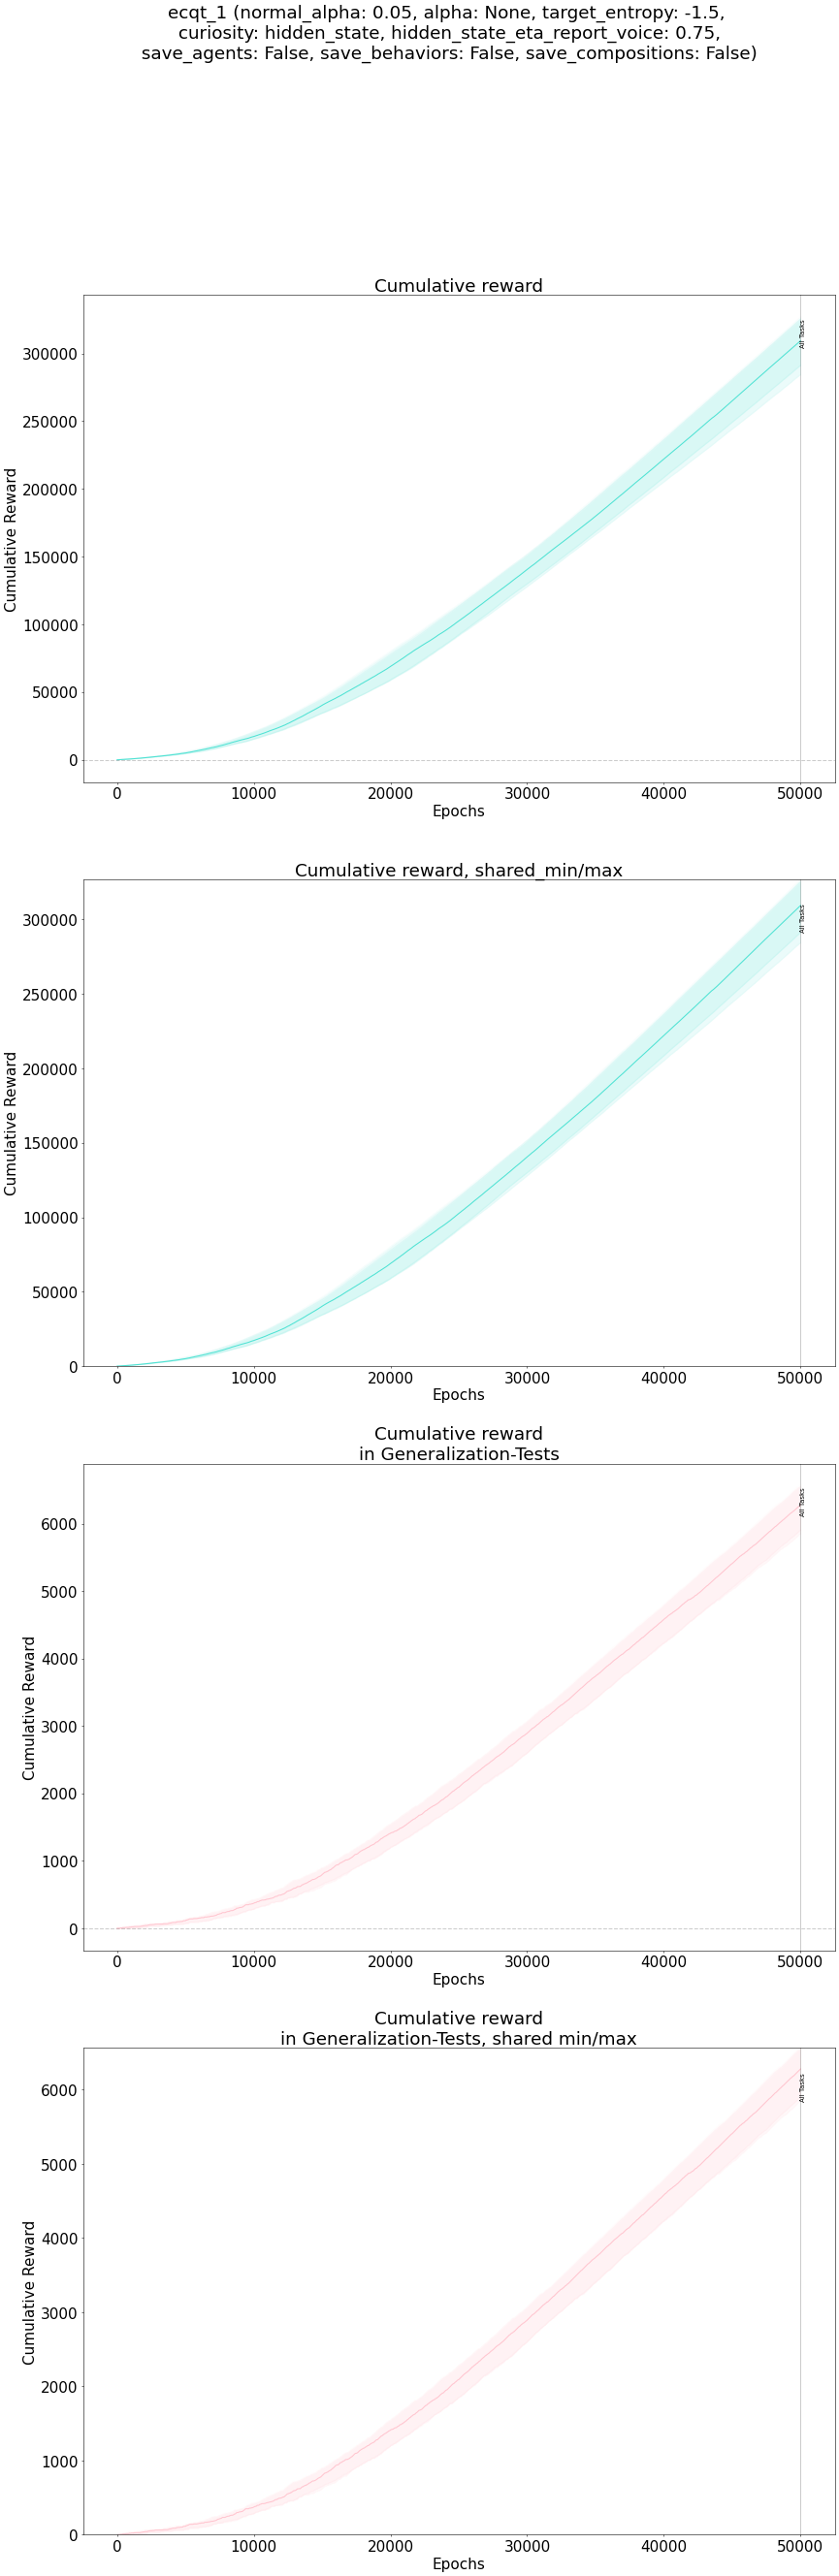 ecqt_1 (normal_alpha: 0.05, alpha: None, target_entropy: -1.5,
curiosity: hidden_state, hidden_state_eta_report_voice: 0.75,
save_agents: False, save_behaviors: False, save_compositions: False)
Cumulative reward
300000
250000
200000
150000
100000
50000
0
Cumulative Reward
All Tasks
0 10000 20000 30000 40000 50000
Epochs
Cumulative reward, shared_min/max
300000
250000
200000
150000
100000
50000
0
Cumulative Reward
All Tasks
0 10000 20000 30000 40000 50000
Epochs
Cumulative reward
in Generalization-Tests
6000
5000
4000
3000
2000
1000
0
Cumulative Reward
All Tasks
0 10000 20000 30000 40000 50000
Epochs
Cumulative reward
in Generalization-Tests, shared min/max
6000
5000
4000
3000
2000
1000
0
Cumulative Reward
All Tasks
0 10000 20000 30000 40000 50000
Epochs